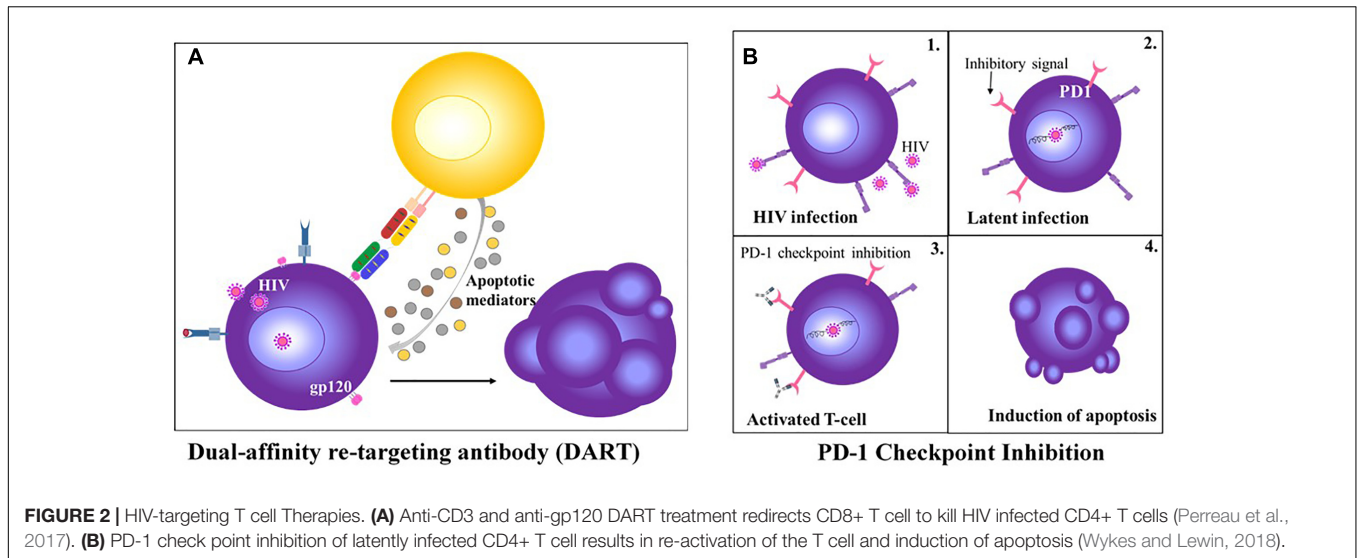 A
HIV
gp120
Apoptotic
mediators
Dual-affinity re-targeting antibody (DART)
B
1.
HIV
HIV infection
2.
Inhibitory signal
PD1
Latent infection
3.
PD-1 checkpoint inhibition
Activated T-cell
4.
Induction of apoptosis
PD-1 Checkpoint Inhibition
FIGURE 2 | HIV-targeting T cell Therapies. (A) Anti-CD3 and anti-gp120 DART treatment redirects CD8+ T cell to kill HIV infected CD4+ T cells (Perreau et al.,
2017). (B) PD-1 check point inhibition of latently infected CD4+ T cell results in re-activation of the T cell and induction of apoptosis (Wykes and Lewin, 2018).